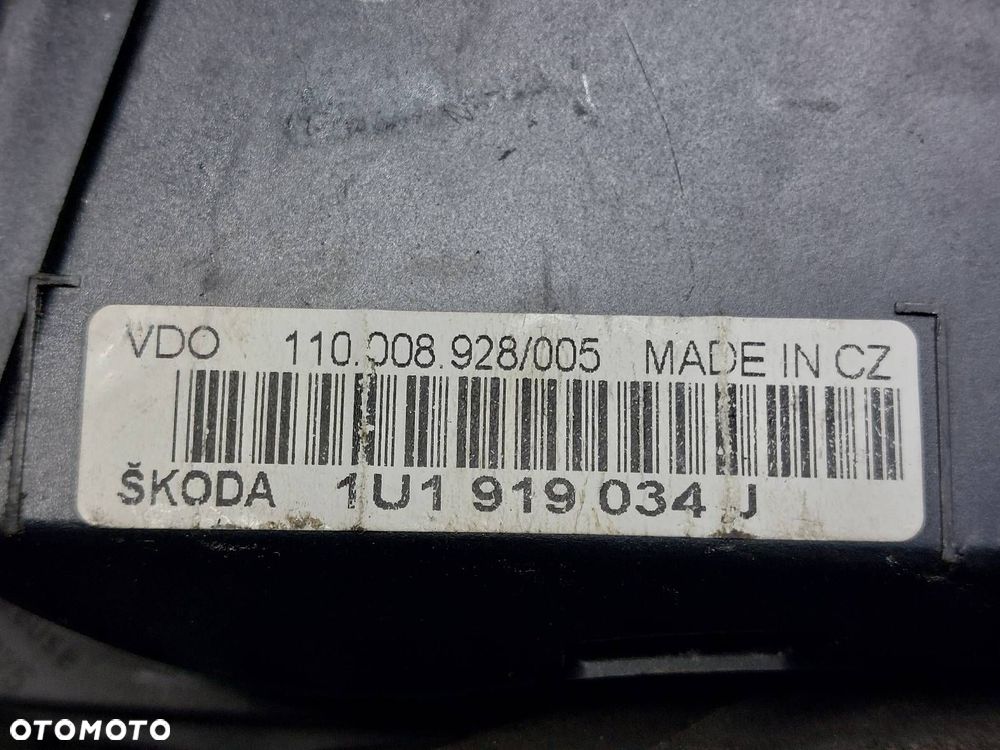 VDO 110.008.928/005 MADE IN CZ
ŠKODA 1U1 919 034 J
OTOMOTO